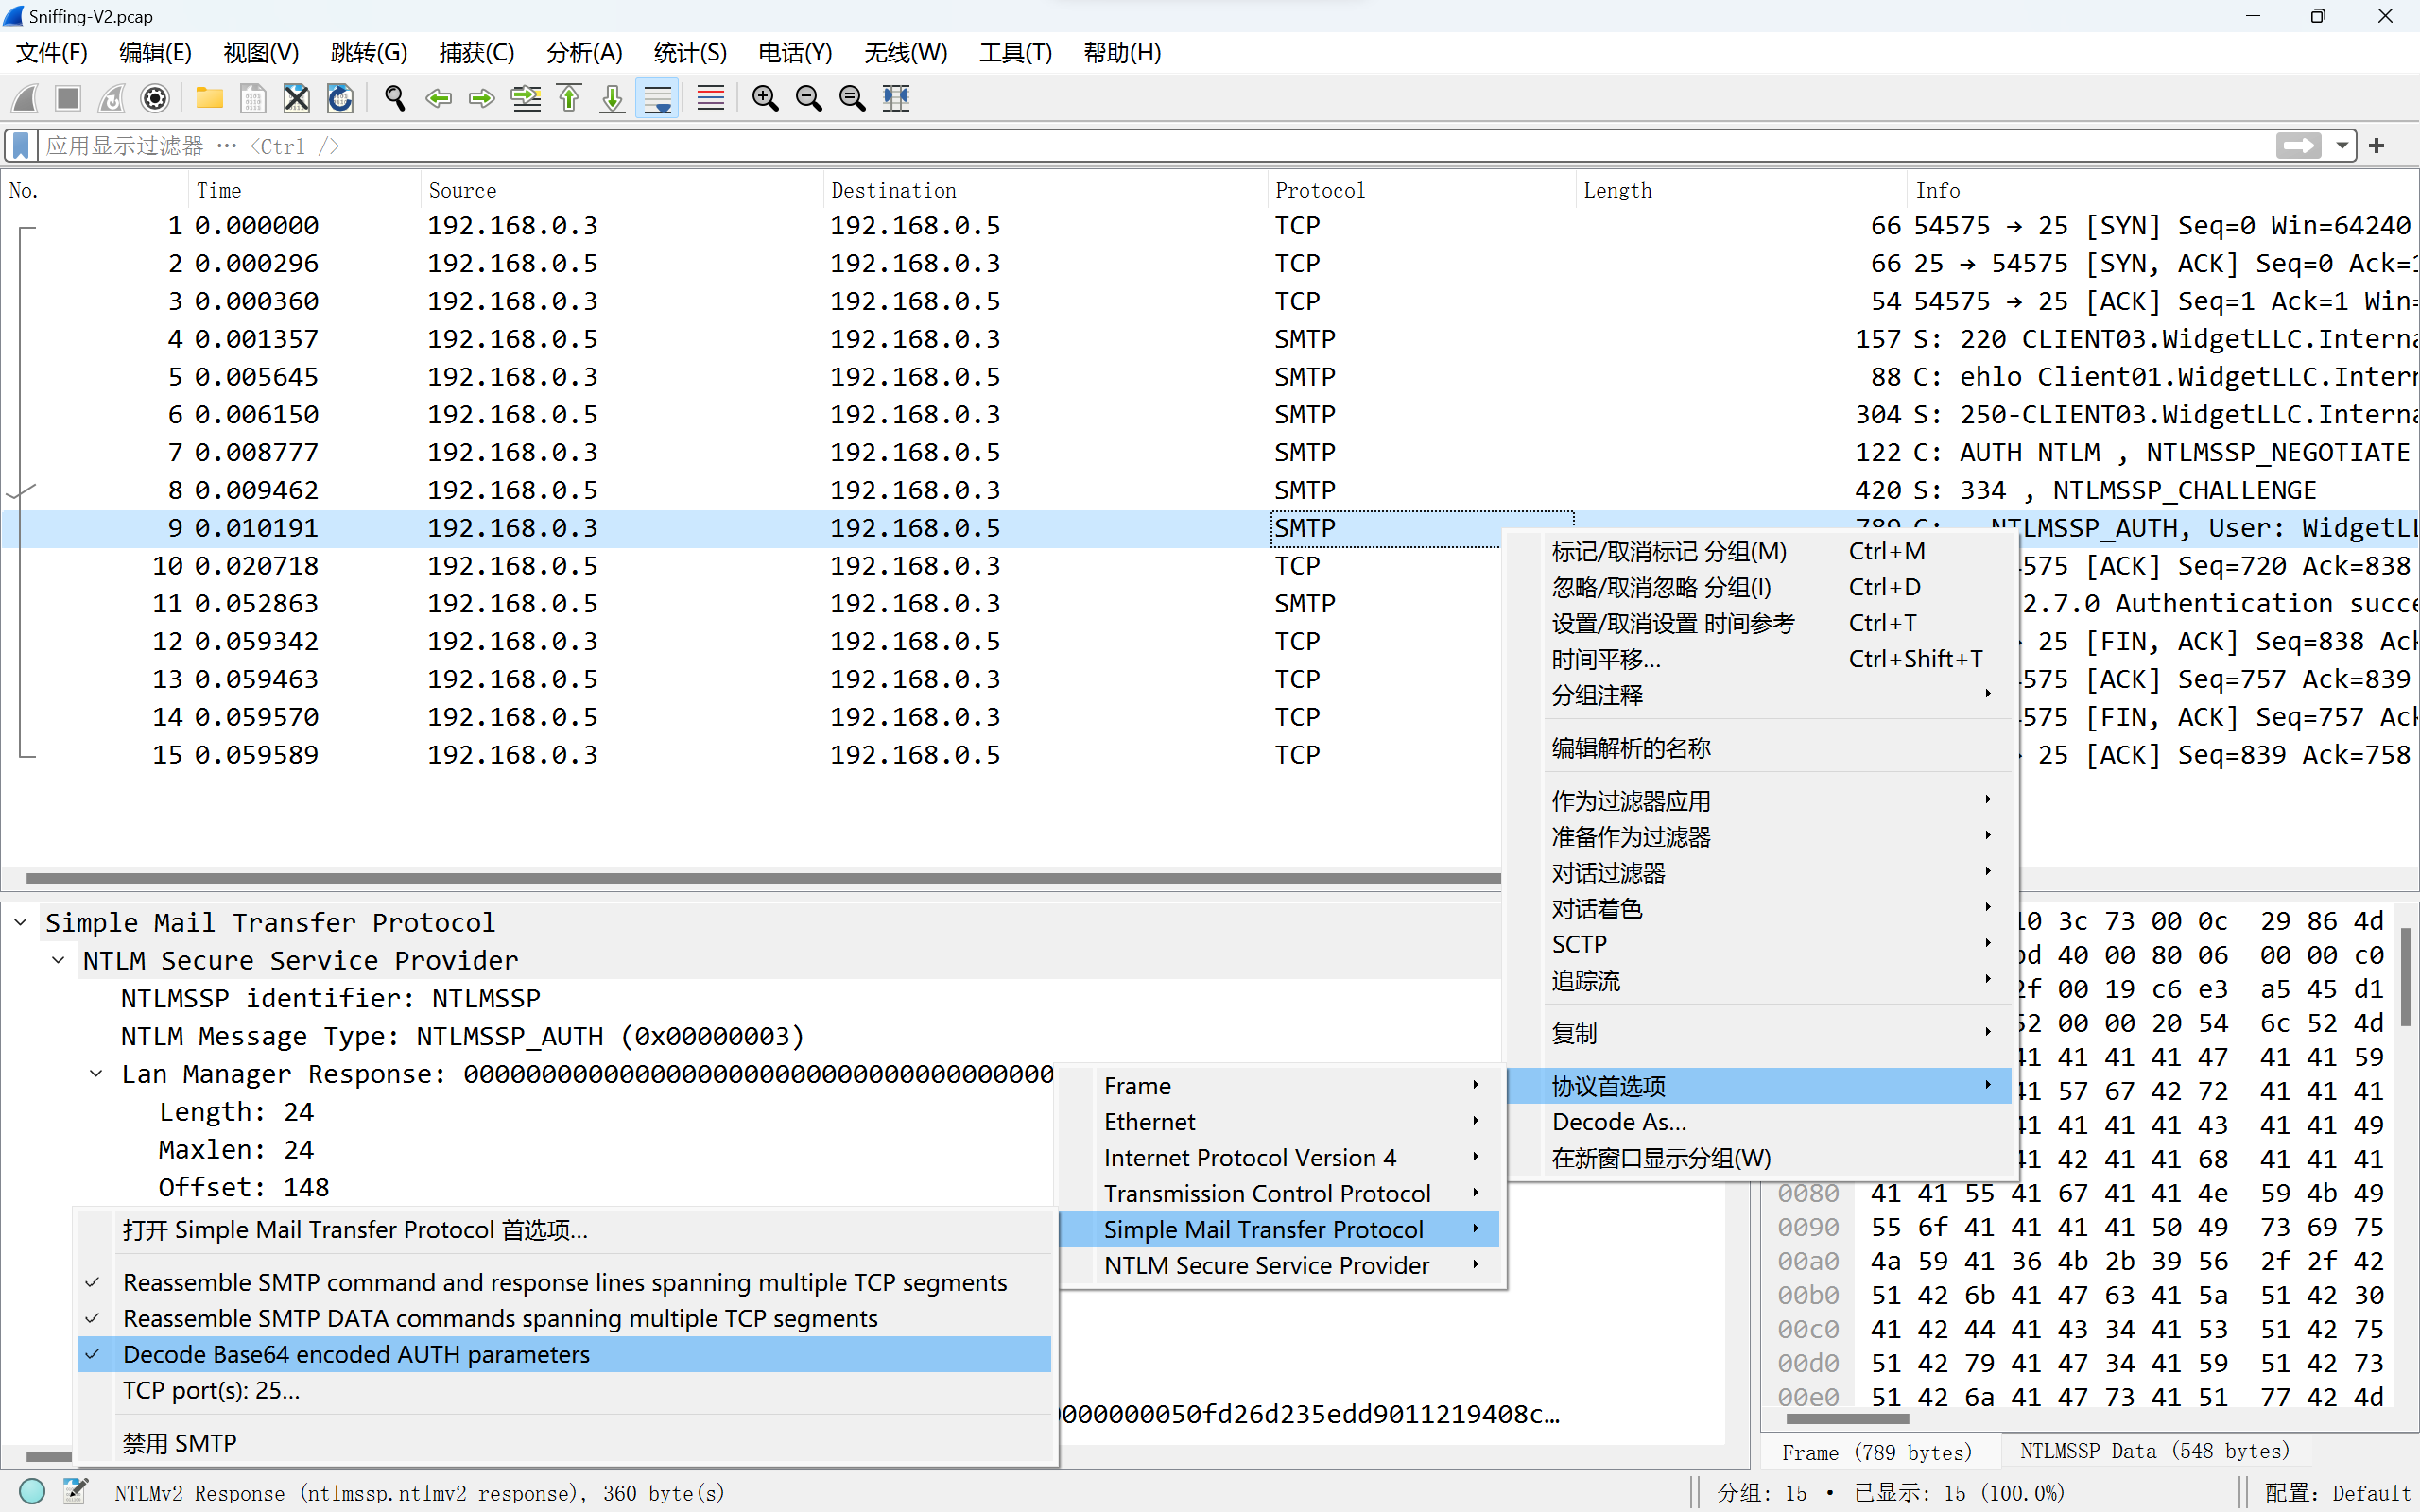 Sniffing-V2.pcap
文件(F) 编辑(E) 视图(V) 跳转(G) 捕获(C) 分析(A) 统计(S) 电话(Y) 无线(W) 工具(T) 帮助(H)
应用显示过滤器 … <Ctrl-/>
No. Time Source Destination Protocol Length Info
1 0.000000 192.168.0.3 192.168.0.5 TCP 66 54575 → 25 [SYN] Seq=0 Win=64240
2 0.000296 192.168.0.5 192.168.0.3 TCP 66 25 → 54575 [SYN, ACK] Seq=0 Ack=1
3 0.000360 192.168.0.3 192.168.0.5 TCP 54 54575 → 25 [ACK] Seq=1 Ack=1 Win=
4 0.001357 192.168.0.5 192.168.0.3 SMTP 157 S: 220 CLIENT03.WidgetLLC.Interna
5 0.005645 192.168.0.3 192.168.0.5 SMTP 88 C: ehlo Client01.WidgetLLC.Intern
6 0.006150 192.168.0.5 192.168.0.3 SMTP 304 S: 250-CLIENT03.WidgetLLC.Interna
7 0.008777 192.168.0.3 192.168.0.5 SMTP 122 C: AUTH NTLM , NTLMSSP_NEGOTIATE
8 0.009462 192.168.0.5 192.168.0.3 SMTP 420 S: 334 , NTLMSSP_CHALLENGE
9 0.010191 192.168.0.3 192.168.0.5 SMTP 789 C: NTLMSSP_AUTH, User: WidgetLL
10 0.020718 192.168.0.5 192.168.0.3 TCP 575 [ACK] Seq=720 Ack=838
11 0.052863 192.168.0.5 192.168.0.3 SMTP 2.7.0 Authentication succe
12 0.059342 192.168.0.3 192.168.0.5 TCP 25 [FIN, ACK] Seq=838 Ack
13 0.059463 192.168.0.5 192.168.0.3 TCP 575 [ACK] Seq=757 Ack=839
14 0.059570 192.168.0.5 192.168.0.3 TCP 575 [FIN, ACK] Seq=757 Ack
15 0.059589 192.168.0.3 192.168.0.5 TCP 25 [ACK] Seq=839 Ack=758
标记/取消标记 分组(M) Ctrl+M
忽略/取消忽略 分组(I) Ctrl+D
设置/取消设置 时间参考 Ctrl+T
时间平移... Ctrl+Shift+T
分组注释
编辑解析的名称
作为过滤器应用
准备作为过滤器
对话过滤器
对话着色
SCTP
追踪流
复制
协议首选项
Decode As...
在新窗口显示分组(W)
Simple Mail Transfer Protocol
NTLM Secure Service Provider
NTLMSSP identifier: NTLMSSP
NTLM Message Type: NTLMSSP_AUTH (0x00000003)
Lan Manager Response: 00000000000000000000000000000000000000
Length: 24
Maxlen: 24
Offset: 148
Frame
Ethernet
Internet Protocol Version 4
Transmission Control Protocol
Simple Mail Transfer Protocol
NTLM Secure Service Provider
打开 Simple Mail Transfer Protocol 首选项...
Reassemble SMTP command and response lines spanning multiple TCP segments
Reassemble SMTP DATA commands spanning multiple TCP segments
Decode Base64 encoded AUTH parameters
TCP port(s): 25...
禁用 SMTP
000000050fd26d235edd9011219408c…
10 3c 73 00 0c 29 86 4d
bd 40 00 80 06 00 00 c0
2f 00 19 c6 e3 a5 45 d1
52 00 00 20 54 6c 52 4d
41 41 41 41 47 41 41 59
41 57 67 42 72 41 41 41
41 41 41 41 43 41 41 49
41 42 41 41 68 41 41 41
0080 41 41 55 41 67 41 41 4e 59 4b 49
0090 55 6f 41 41 41 41 50 49 73 69 75
00a0 4a 59 41 36 4b 2b 39 56 2f 2f 42
00b0 51 42 6b 41 47 63 41 5a 51 42 30
00c0 41 42 44 41 43 34 41 53 51 42 75
00d0 51 42 79 41 47 34 41 59 51 42 73
00e0 51 42 6a 41 47 73 41 51 77 42 4d
Frame (789 bytes) NTLMSSP Data (548 bytes)
NTLMv2 Response (ntlmssp.ntlmv2_response), 360 byte(s) 分组: 15 • 已显示: 15 (100.0%) 配置: Default